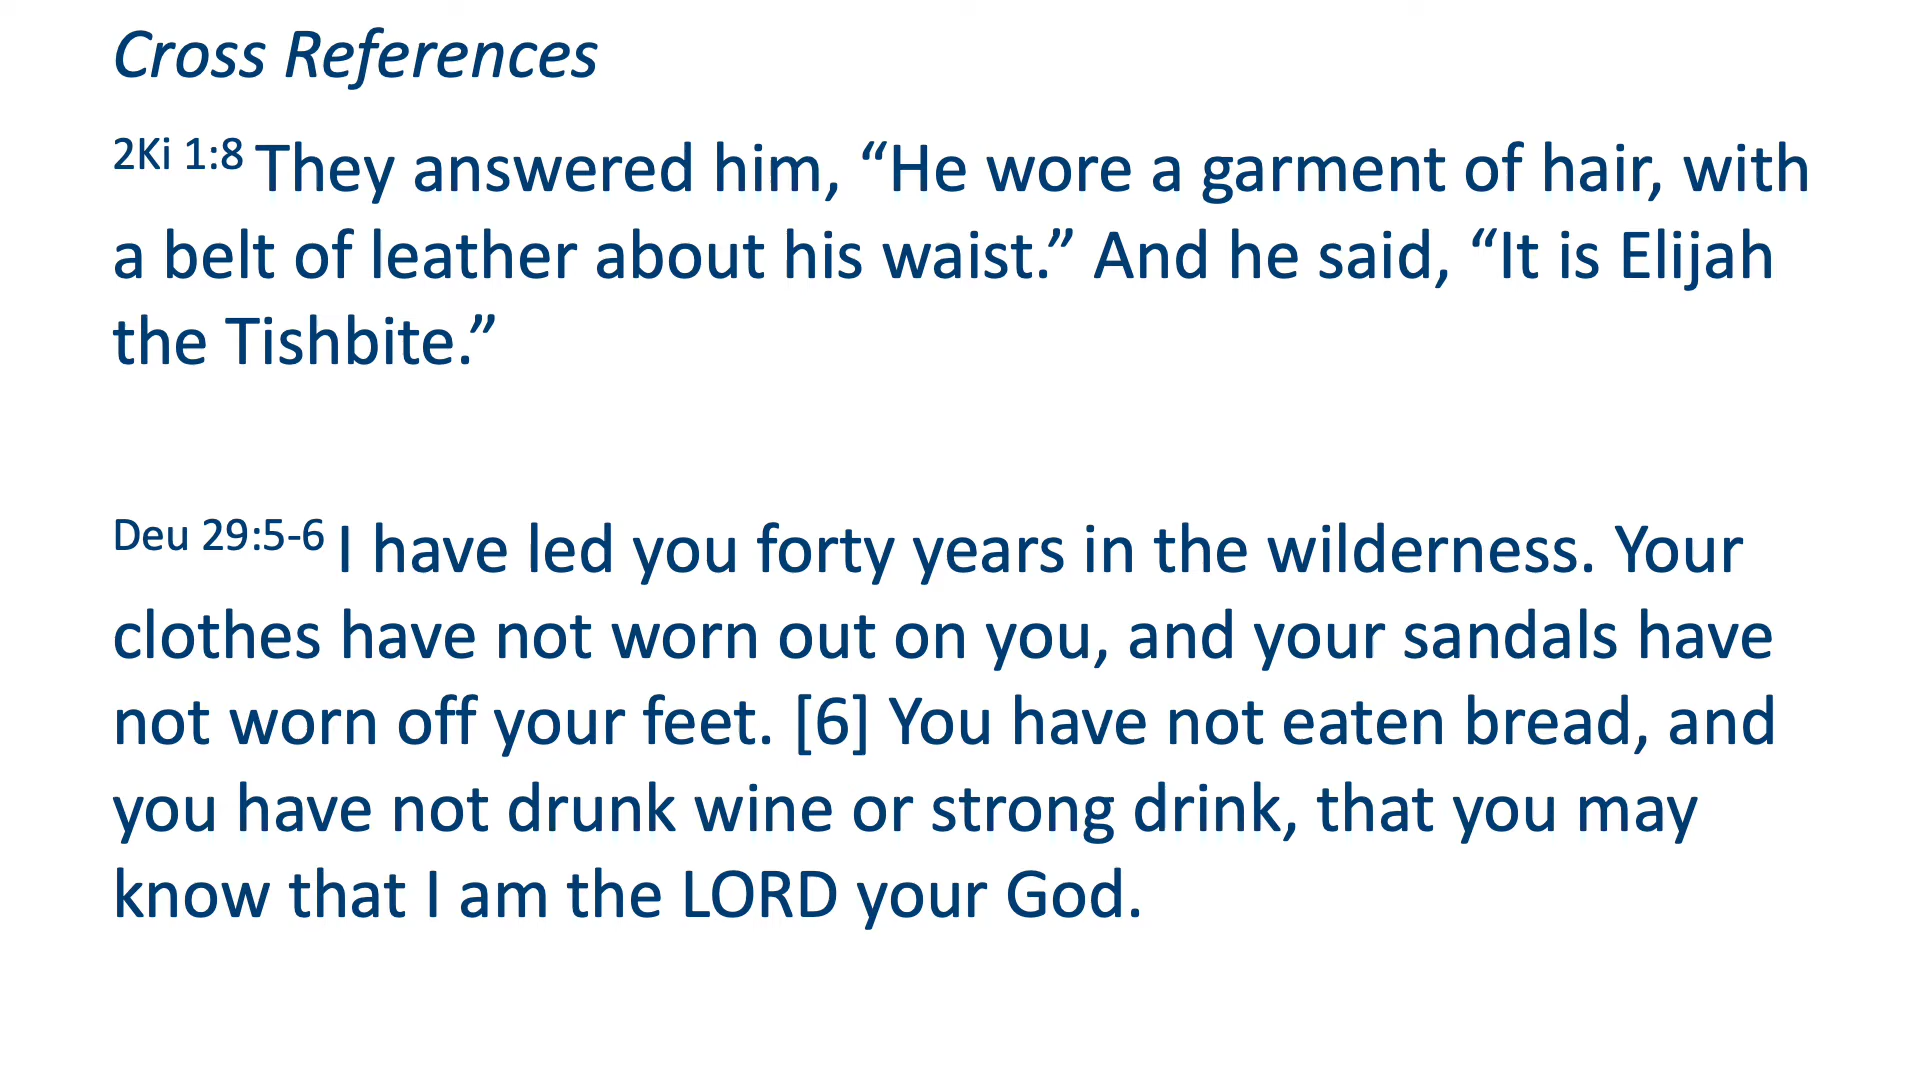 Cross References
2Ki 1:8 They answered him, “He wore a garment of hair, with
a belt of leather about his waist.” And he said, “It is Elijah
the Tishbite.”
Deu 29:5-6 I have led you forty years in the wilderness. Your
clothes have not worn out on you, and your sandals have
not worn off your feet. [6] You have not eaten bread, and
you have not drunk wine or strong drink, that you may
know that I am the LORD your God.